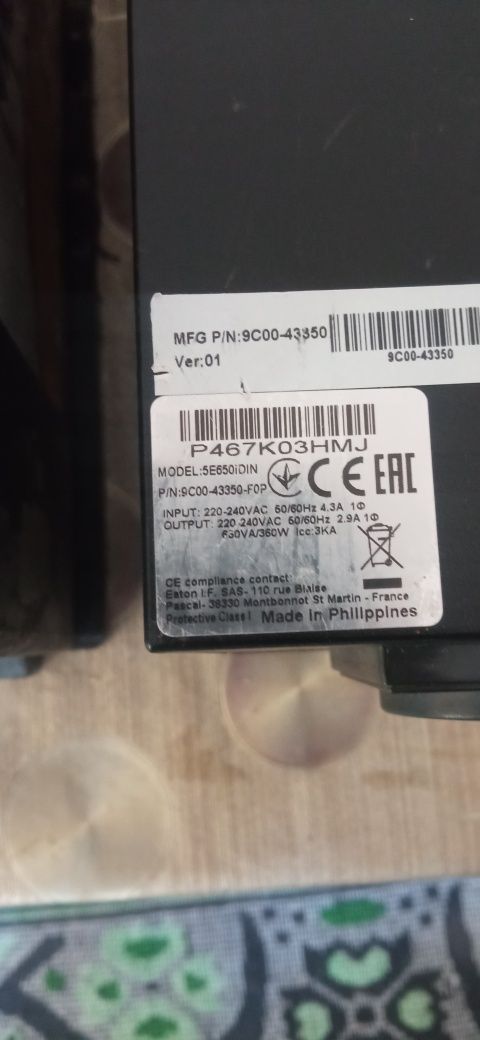 MFG P/N:9C00-43350
Ver:01
9C00-43350
P467K03HMJ
MODEL:5E650iDIN
P/N:9C00-43350-F0P
CE EAC
INPUT: 220-240VAC 50/60Hz 4.3A 1Φ
OUTPUT: 220-240VAC 50/60Hz 2.9A 1Φ
650VA/360W Icc:3KA
CE compliance contact:
Eaton I.F. SAS- 110 rue Blaise
Pascal- 38330 Montbonnot St Martin - France
Protective Class I Made in Philippines